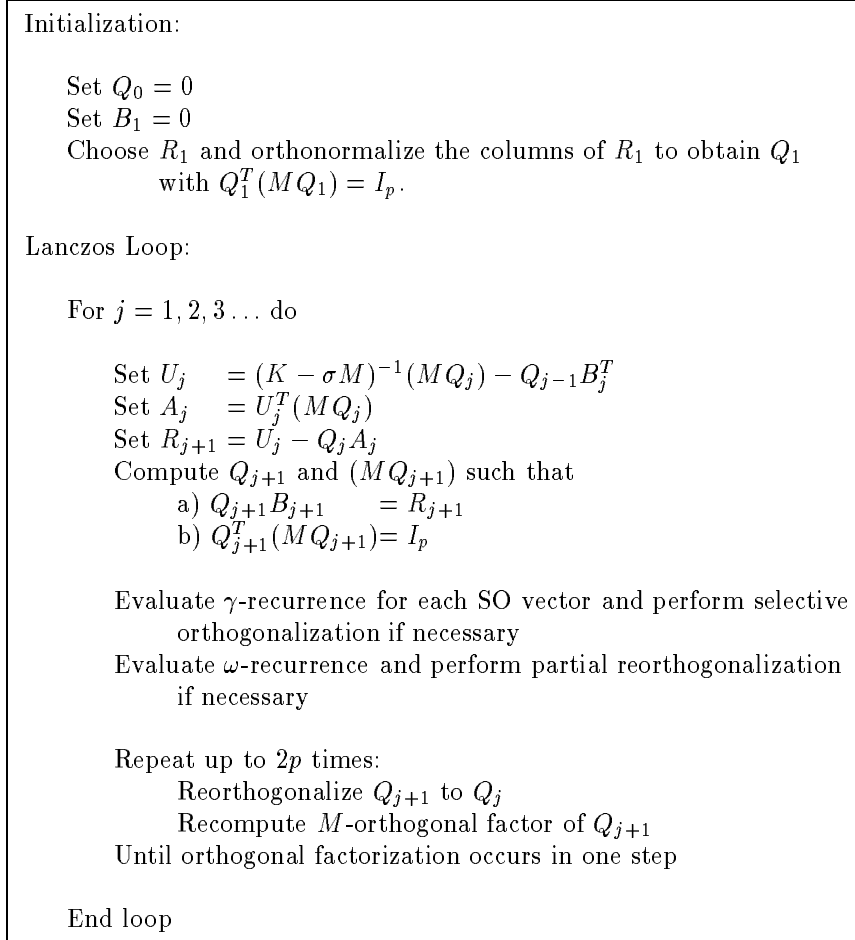 Initialization:
Set Q_0 = 0
Set B_1 = 0
Choose R_1 and orthonormalize the columns of R_1 to obtain Q_1
with Q_1^T(MQ_1) = I_p.
Lanczos Loop:
For j = 1, 2, 3 … do
Set U_j = (K − σM)^{−1}(MQ_j) − Q_{j−1}B_j^T
Set A_j = U_j^T(MQ_j)
Set R_{j+1} = U_j − Q_jA_j
Compute Q_{j+1} and (MQ_{j+1}) such that
a) Q_{j+1}B_{j+1} = R_{j+1}
b) Q_{j+1}^T(MQ_{j+1}) = I_p
Evaluate γ-recurrence for each SO vector and perform selective
orthogonalization if necessary
Evaluate ω-recurrence and perform partial reorthogonalization
if necessary
Repeat up to 2p times:
Reorthogonalize Q_{j+1} to Q_j
Recompute M-orthogonal factor of Q_{j+1}
Until orthogonal factorization occurs in one step
End loop